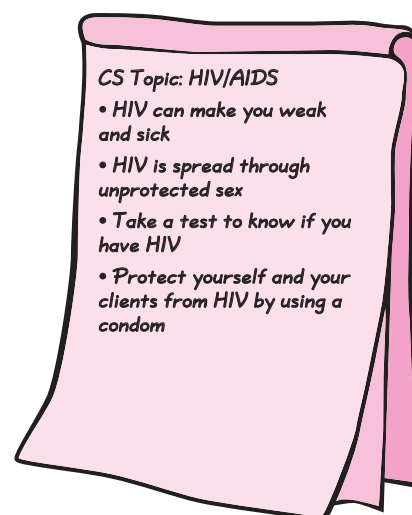 CS Topic: HIV/AIDS
• HIV can make you weak
and sick
• HIV is spread through
unprotected sex
• Take a test to know if you
have HIV
• Protect yourself and your
clients from HIV by using a
condom